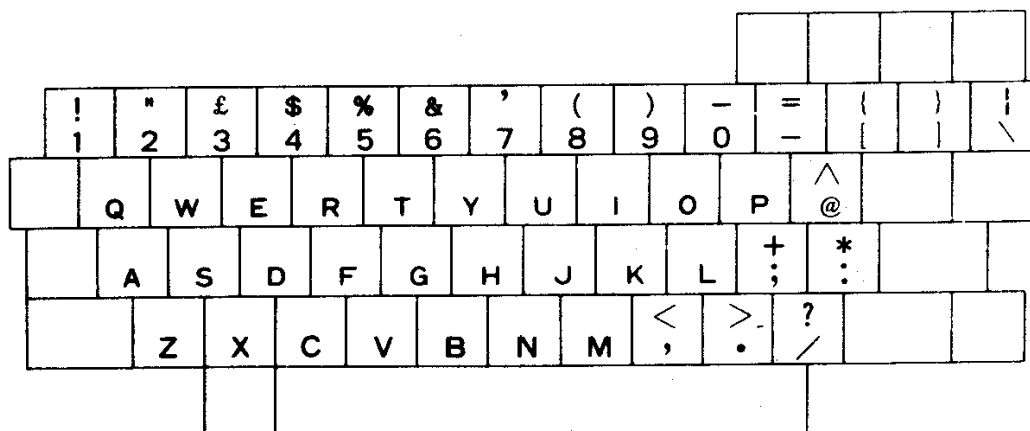 ! " £ $ % & ' ( ) _ = { } ¦
1 2 3 4 5 6 7 8 9 0 - [ ] \
^
Q W E R T Y U I O P @
+ *
A S D F G H J K L ; :
< > ?
Z X C V B N M , . /